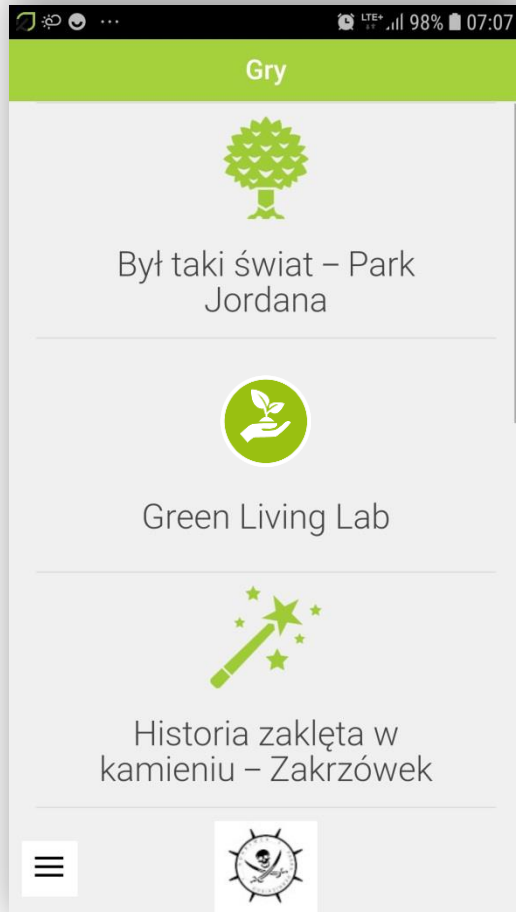 LTE+ 98% 07:07
Gry
Był taki świat – Park
Jordana
Green Living Lab
Historia zaklęta w
kamieniu – Zakrzówek